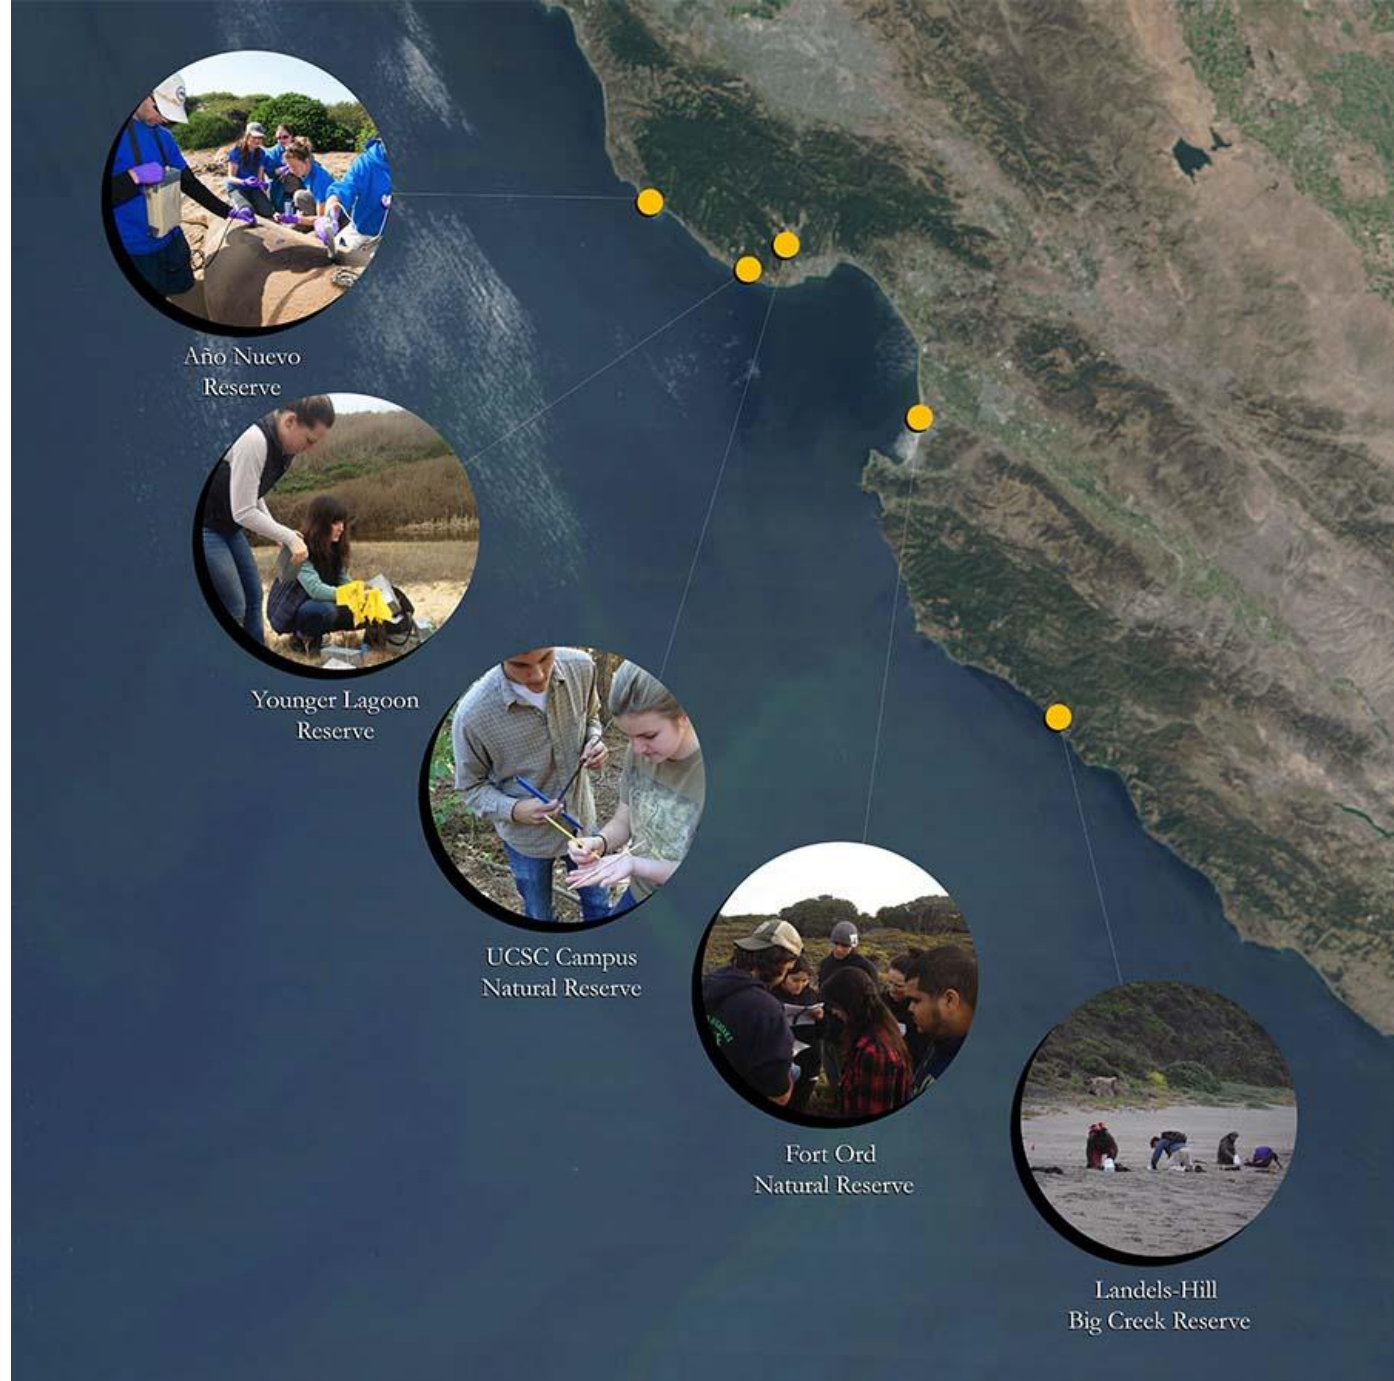 Año Nuevo
Reserve
Younger Lagoon
Reserve
UCSC Campus
Natural Reserve
Fort Ord
Natural Reserve
Landels-Hill
Big Creek Reserve